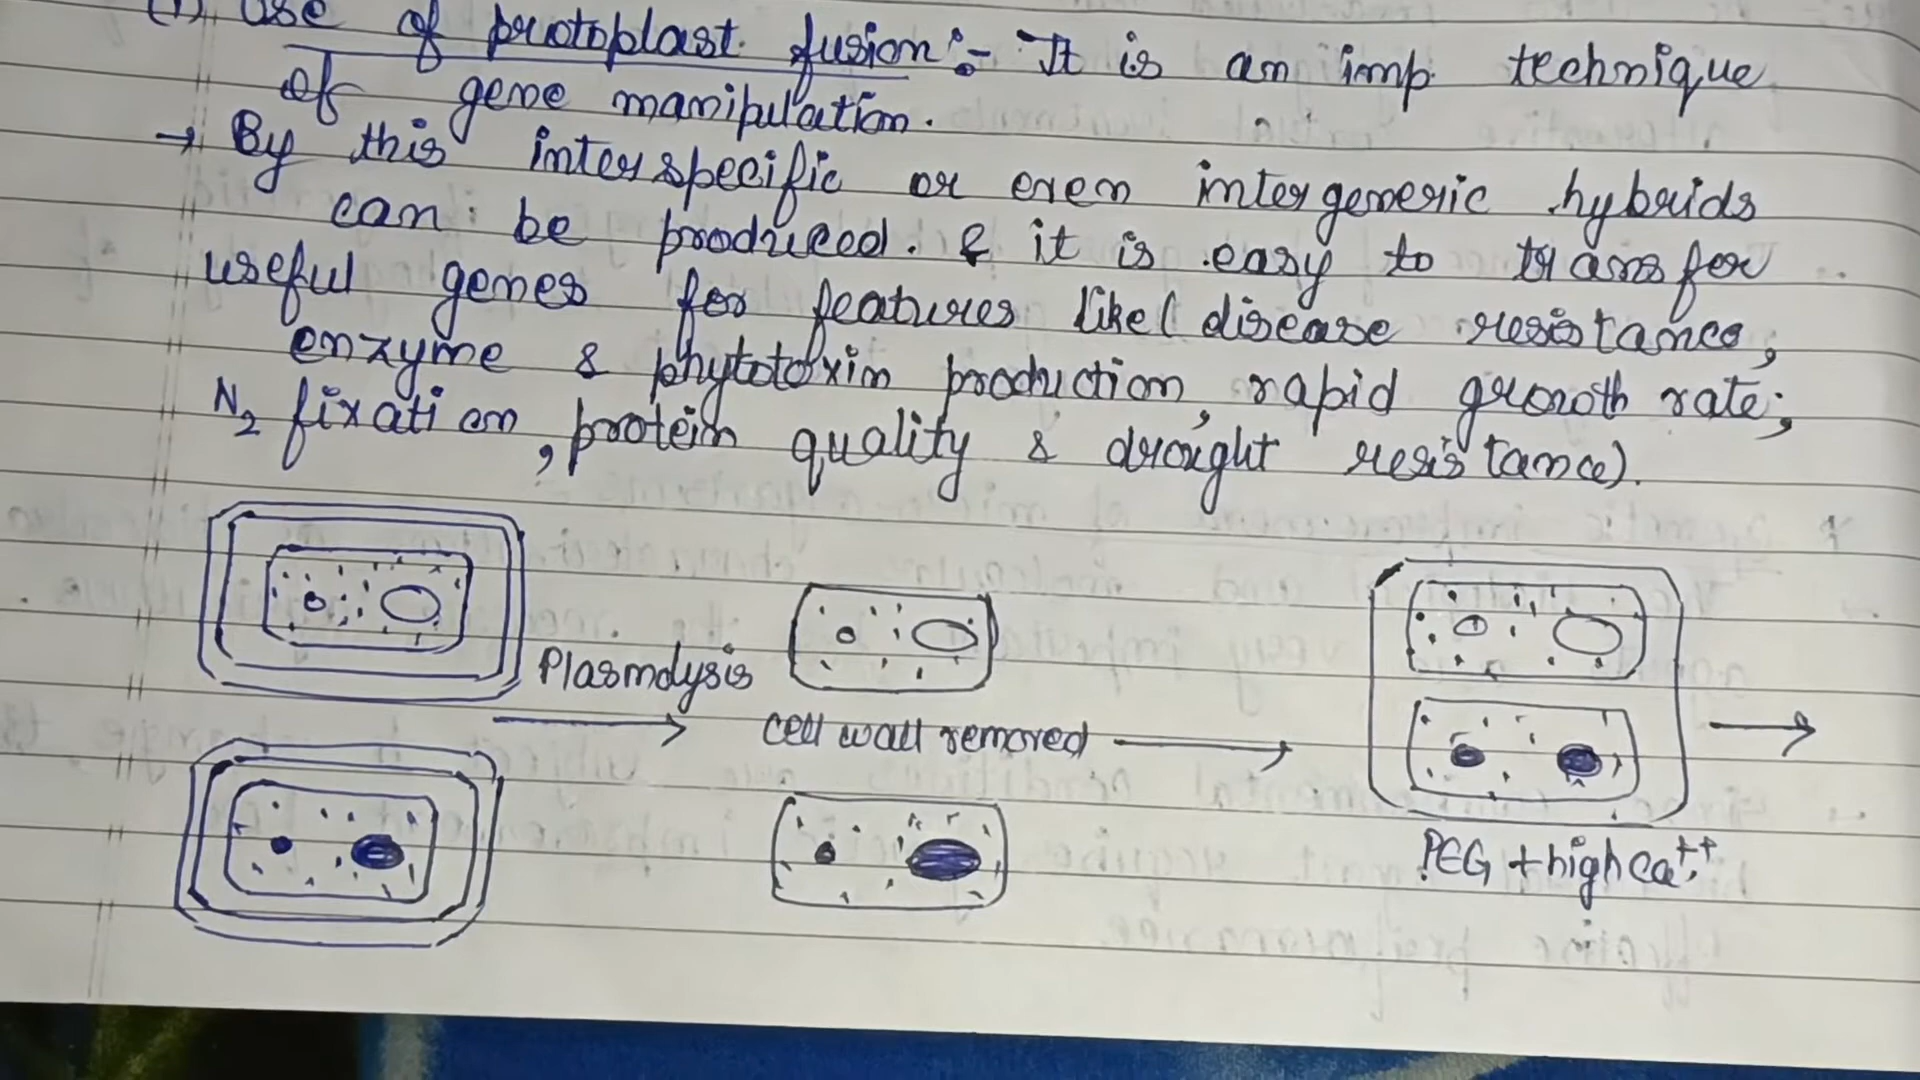 (1) Use of protoplast fusion:- It is an imp technique
of gene manipulation.
→ By this interspecific or even intergeneric hybrids
can be produced. & it is easy to transfer
useful genes for features like (disease resistance,
enzyme & phytotoxin production, rapid growth rate,
N2 fixation, protein quality & drought resistance).
Plasmolysis
cell wall removed
PEG + high ca++